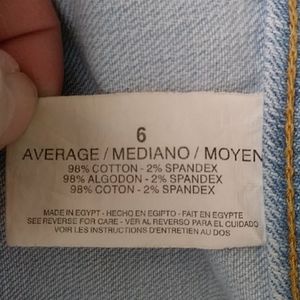 6
AVERAGE / MEDIANO / MOYEN
98% COTTON - 2% SPANDEX
98% ALGODON - 2% SPANDEX
98% COTON - 2% SPANDEX
MADE IN EGYPT - HECHO EN EGIPTO - FAIT EN EGYPTE
SEE REVERSE FOR CARE - VER AL REVERSO PARA EL CUIDADO
VOIR LES INSTRUCTIONS D'ENTRETIEN AU DOS